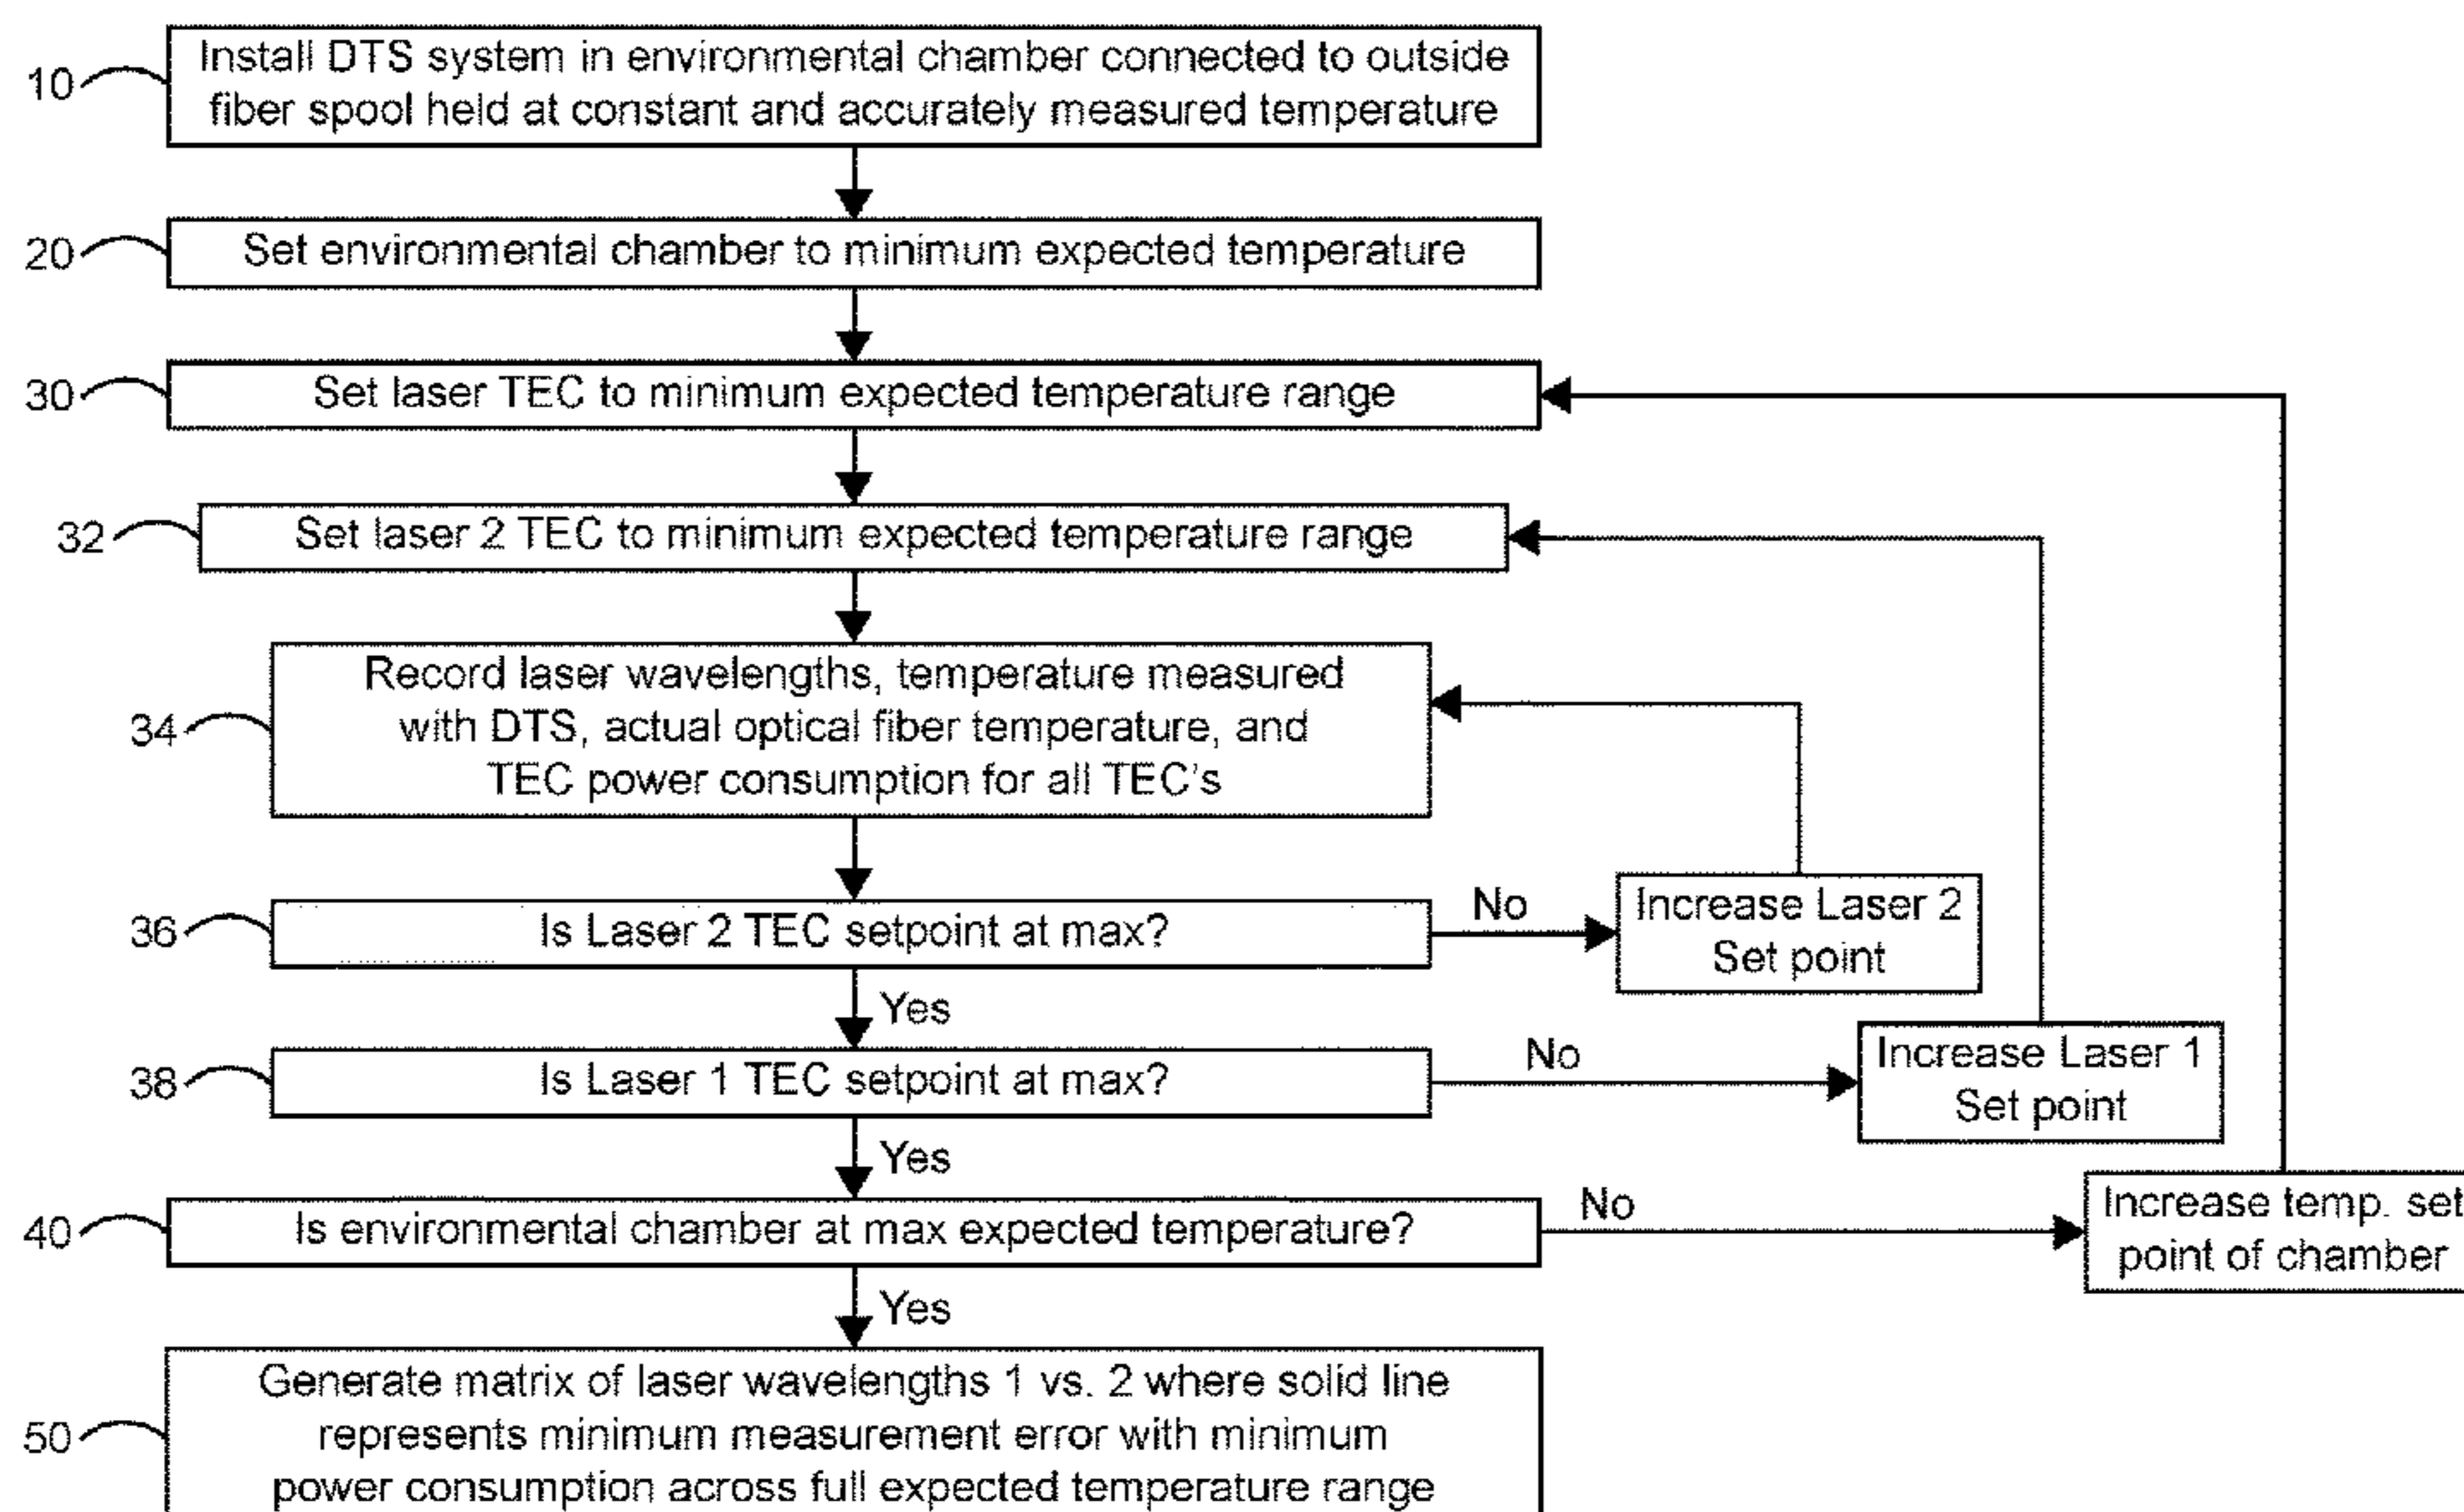 10
Install DTS system in environmental chamber connected to outside
fiber spool held at constant and accurately measured temperature
20
Set environmental chamber to minimum expected temperature
30
Set laser TEC to minimum expected temperature range
32
Set laser 2 TEC to minimum expected temperature range
34
Record laser wavelengths, temperature measured
with DTS, actual optical fiber temperature, and
TEC power consumption for all TEC's
36
Is Laser 2 TEC setpoint at max?
No
Increase Laser 2
Set point
Yes
38
Is Laser 1 TEC setpoint at max?
No
Increase Laser 1
Set point
Yes
40
Is environmental chamber at max expected temperature?
No
Increase temp. set
point of chamber
Yes
50
Generate matrix of laser wavelengths 1 vs. 2 where solid line
represents minimum measurement error with minimum
power consumption across full expected temperature range